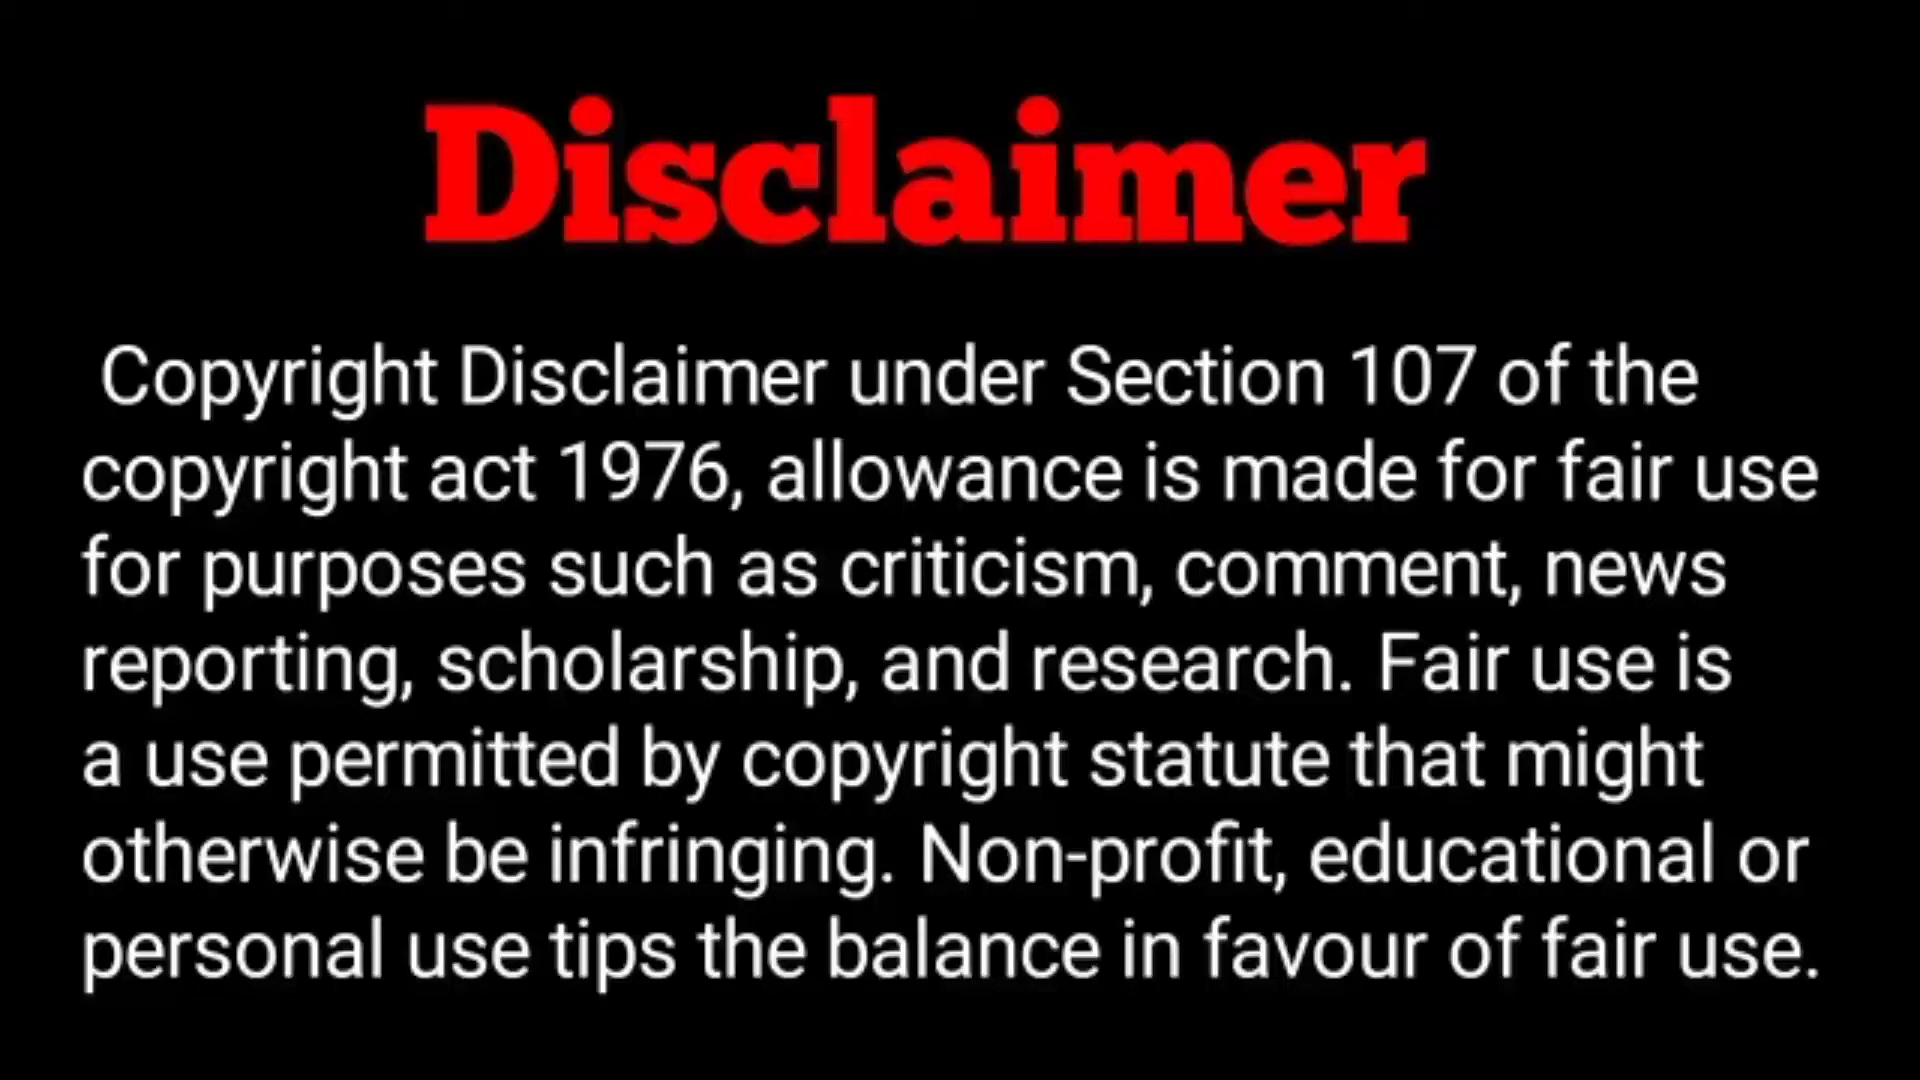 Disclaimer
Copyright Disclaimer under Section 107 of the
copyright act 1976, allowance is made for fair use
for purposes such as criticism, comment, news
reporting, scholarship, and research. Fair use is
a use permitted by copyright statute that might
otherwise be infringing. Non-profit, educational or
personal use tips the balance in favour of fair use.